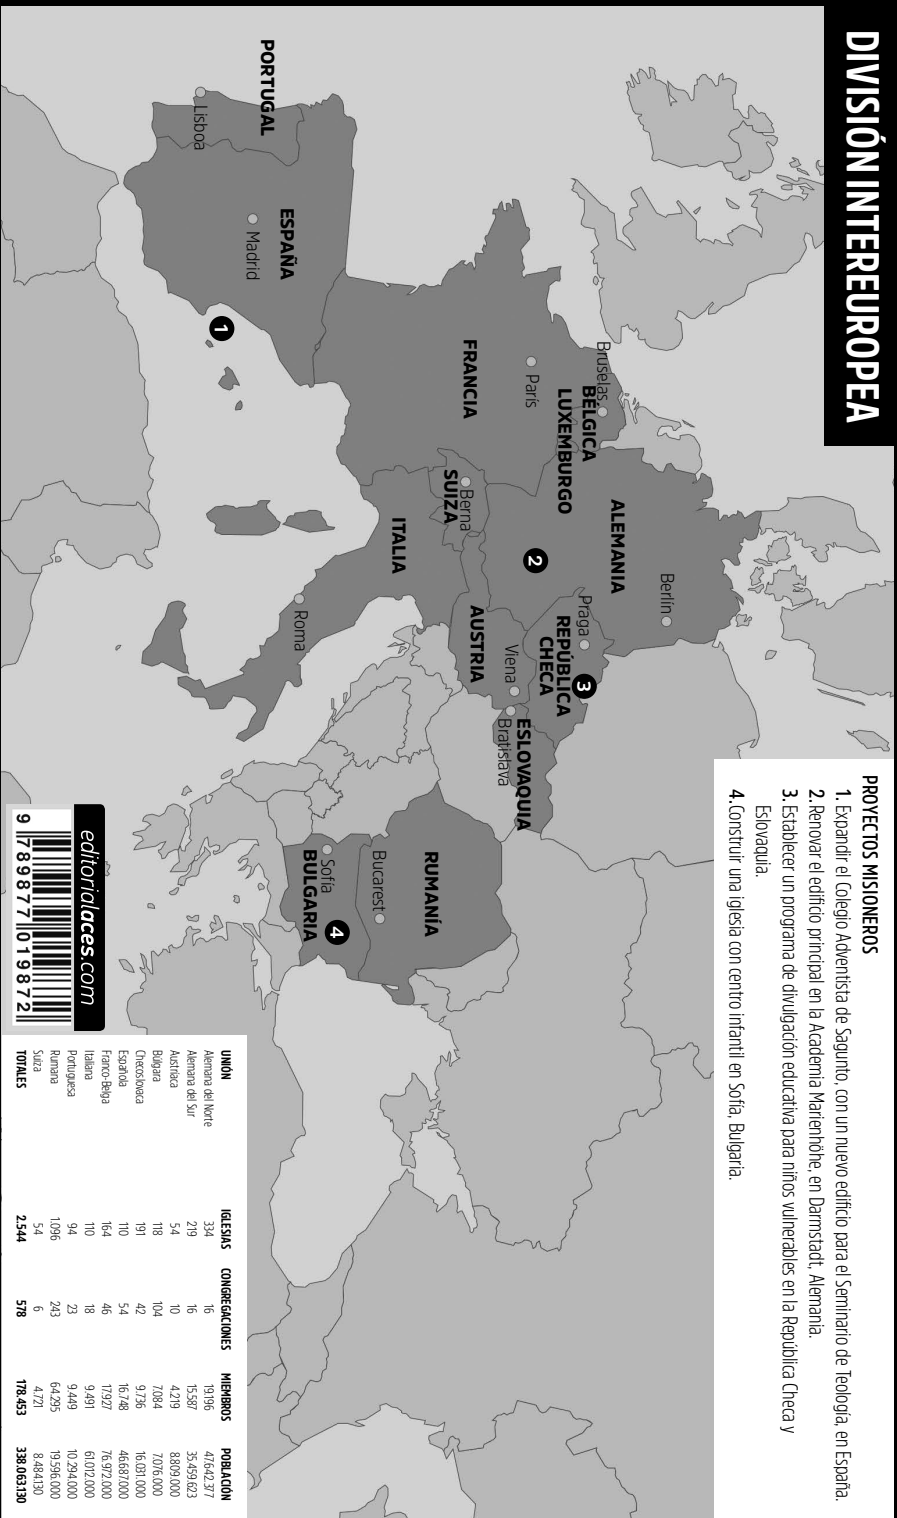 DIVISIÓN INTEREUROPEA
PROYECTOS MISIONEROS
1. Expandir el Colegio Adventista de Sagunto, con un nuevo edificio para el Seminario de Teología, en España.
2. Renovar el edificio principal en la Academia Marienhöhe, en Darmstadt, Alemania.
3. Establecer un programa de divulgación educativa para niños vulnerables en la República Checa y
Eslovaquia.
4. Construir una iglesia con centro infantil en Sofía, Bulgaria.
PORTUGAL
Lisboa
ESPAÑA
Madrid
1
FRANCIA
Paris
Bruselas
BÉLGICA
LUXEMBURGO
ALEMANIA
Berlín
2
Berna
SUIZA
ITALIA
Roma
AUSTRIA
Viena
Praga
REPÚBLICA
CHECA
3
ESLOVAQUIA
Bratislava
RUMANÍA
Bucarest
Sofía
BULGARIA
4
editorialaces.com
9 789877 019872
UNIÓN IGLESIAS CONGREGACIONES MIEMBROS POBLACIÓN
Alemana del Norte 334 16 19.196 47.642.377
Alemana del Sur 219 16 15.587 35.459.623
Austriaca 54 10 4.219 8.809.000
Búlgara 118 104 7.084 7.076.000
Checoslovaca 191 42 9.736 16.031.000
Española 110 54 16.748 46.687.000
Franco-Belga 164 46 17.927 76.972.000
Italiana 110 18 9.491 61.012.000
Portuguesa 94 23 9.449 10.294.000
Rumana 1.096 243 64.295 19.596.000
Suiza 54 6 4.721 8.484.130
TOTALES 2.544 578 178.453 338.063.130